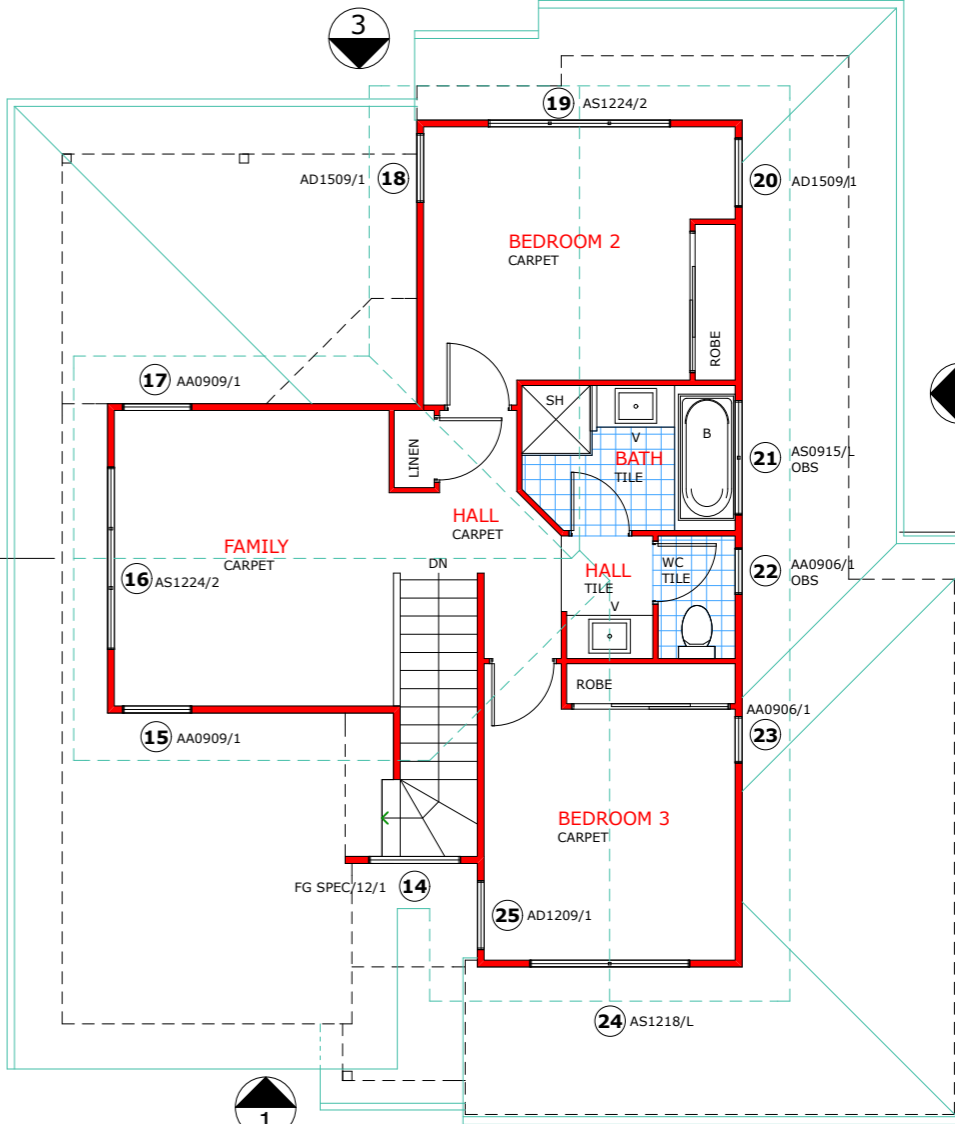 3
19 AS1224/2
AD1509/1 18
20 AD1509/1
BEDROOM 2
CARPET
ROBE
17 AA0909/1
SH
V
B
LINEN
BATH
TILE
21 AS0915/L
OBS
HALL
CARPET
FAMILY
CARPET
DN
HALL
TILE
WC
TILE
22 AA0906/1
OBS
16 AS1224/2
V
ROBE
AA0906/1
23
15 AA0909/1
BEDROOM 3
CARPET
FG SPEC/12/1 14
25 AD1209/1
24 AS1218/L
1